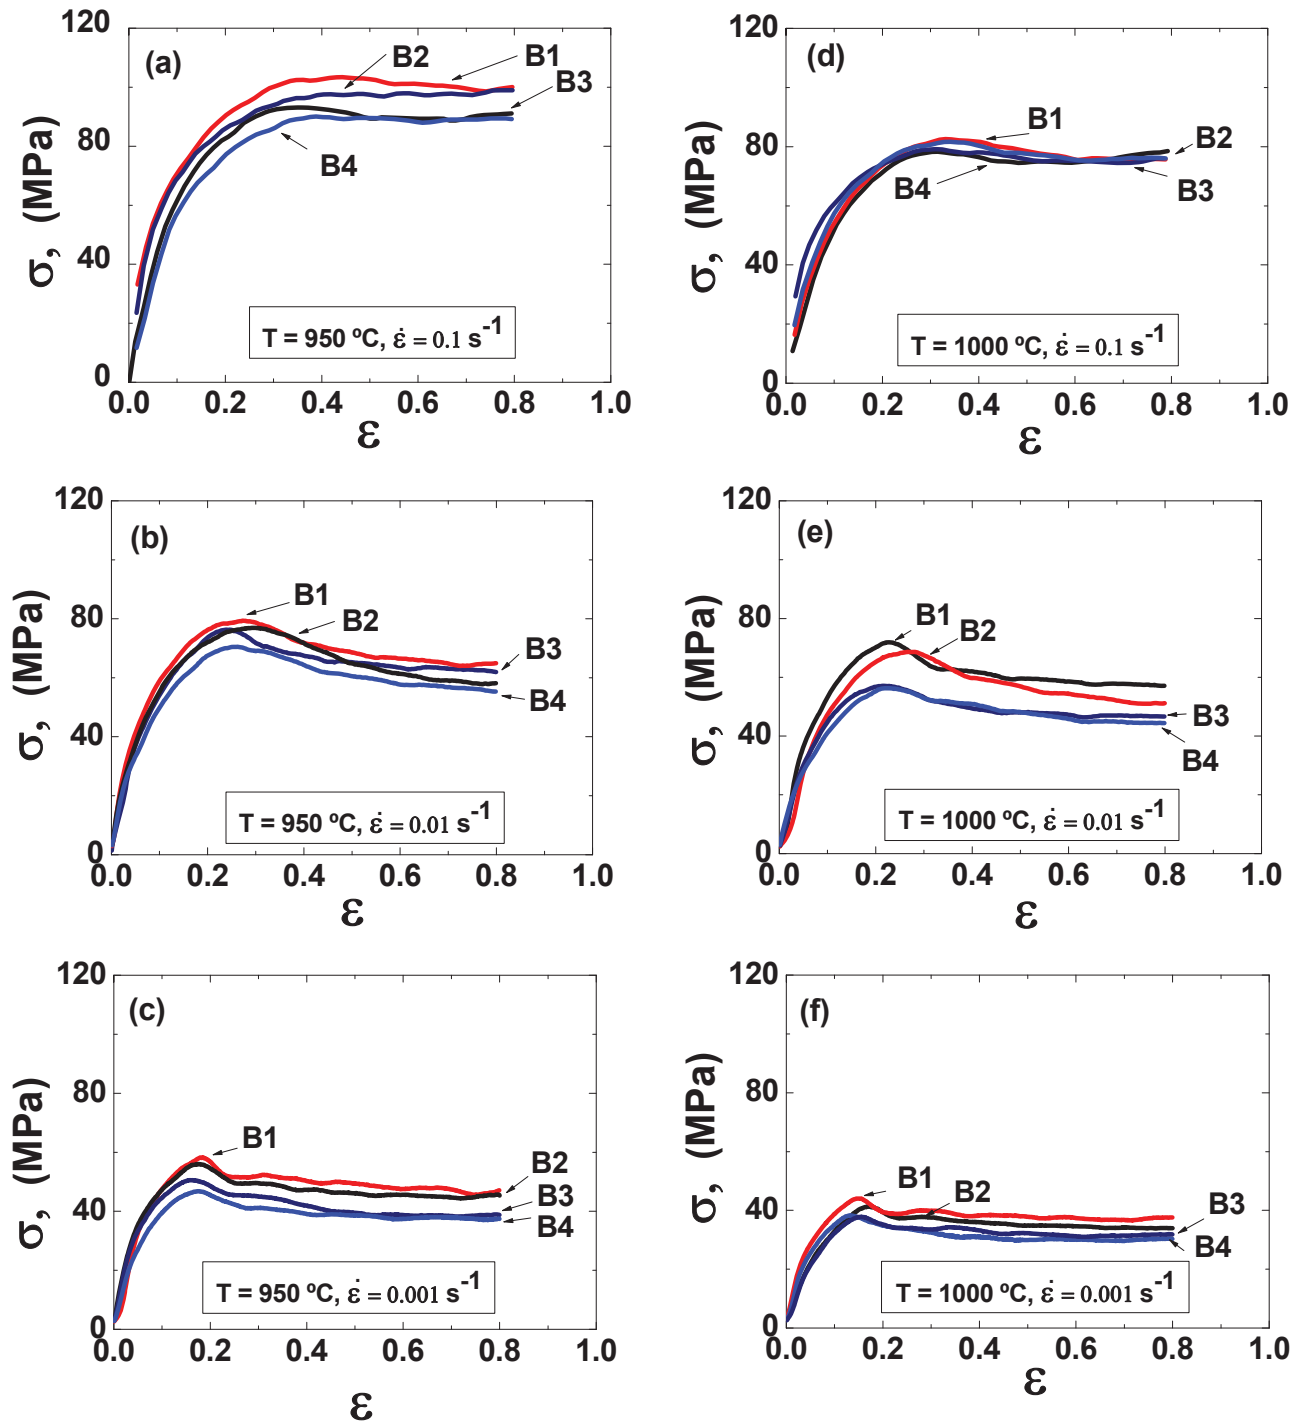 (a)
B2
B1
B3
B4
120
80
40
0
σ, (MPa)
T = 950 ºC, ε̇ = 0.1 s-1
0.0 0.2 0.4 0.6 0.8 1.0
ε
(d)
B1
B2
B4
B3
120
80
40
0
σ, (MPa)
T = 1000 ºC, ε̇ = 0.1 s-1
0.0 0.2 0.4 0.6 0.8 1.0
ε
(b)
B1
B2
B3
B4
120
80
40
0
σ, (MPa)
T = 950 ºC, ε̇ = 0.01 s-1
0.0 0.2 0.4 0.6 0.8 1.0
ε
(e)
B1
B2
B3
B4
120
80
40
0
σ, (MPa)
T = 1000 ºC, ε̇ = 0.01 s-1
0.0 0.2 0.4 0.6 0.8 1.0
ε
(c)
B1
B2
B3
B4
120
80
40
0
σ, (MPa)
T = 950 ºC, ε̇ = 0.001 s-1
0.0 0.2 0.4 0.6 0.8 1.0
ε
(f)
B1
B2
B3
B4
120
80
40
0
σ, (MPa)
T = 1000 ºC, ε̇ = 0.001 s-1
0.0 0.2 0.4 0.6 0.8 1.0
ε